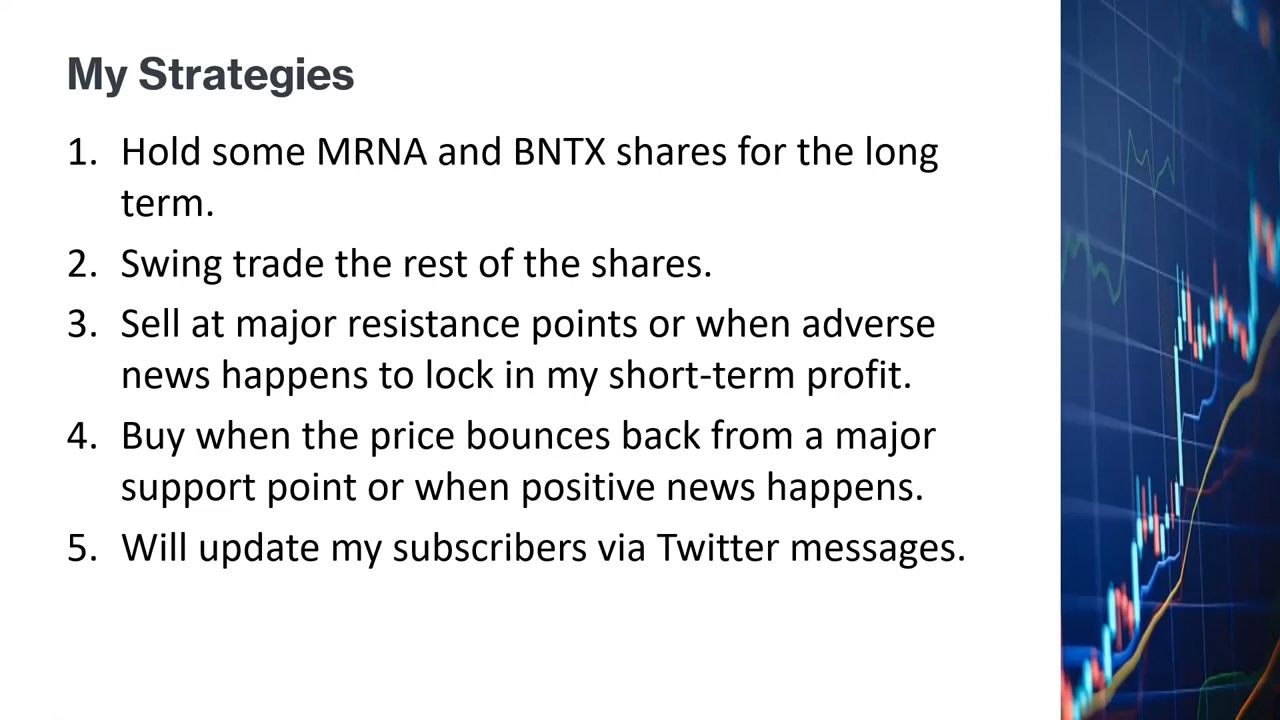 My Strategies
1. Hold some MRNA and BNTX shares for the long
term.
2. Swing trade the rest of the shares.
3. Sell at major resistance points or when adverse
news happens to lock in my short-term profit.
4. Buy when the price bounces back from a major
support point or when positive news happens.
5. Will update my subscribers via Twitter messages.